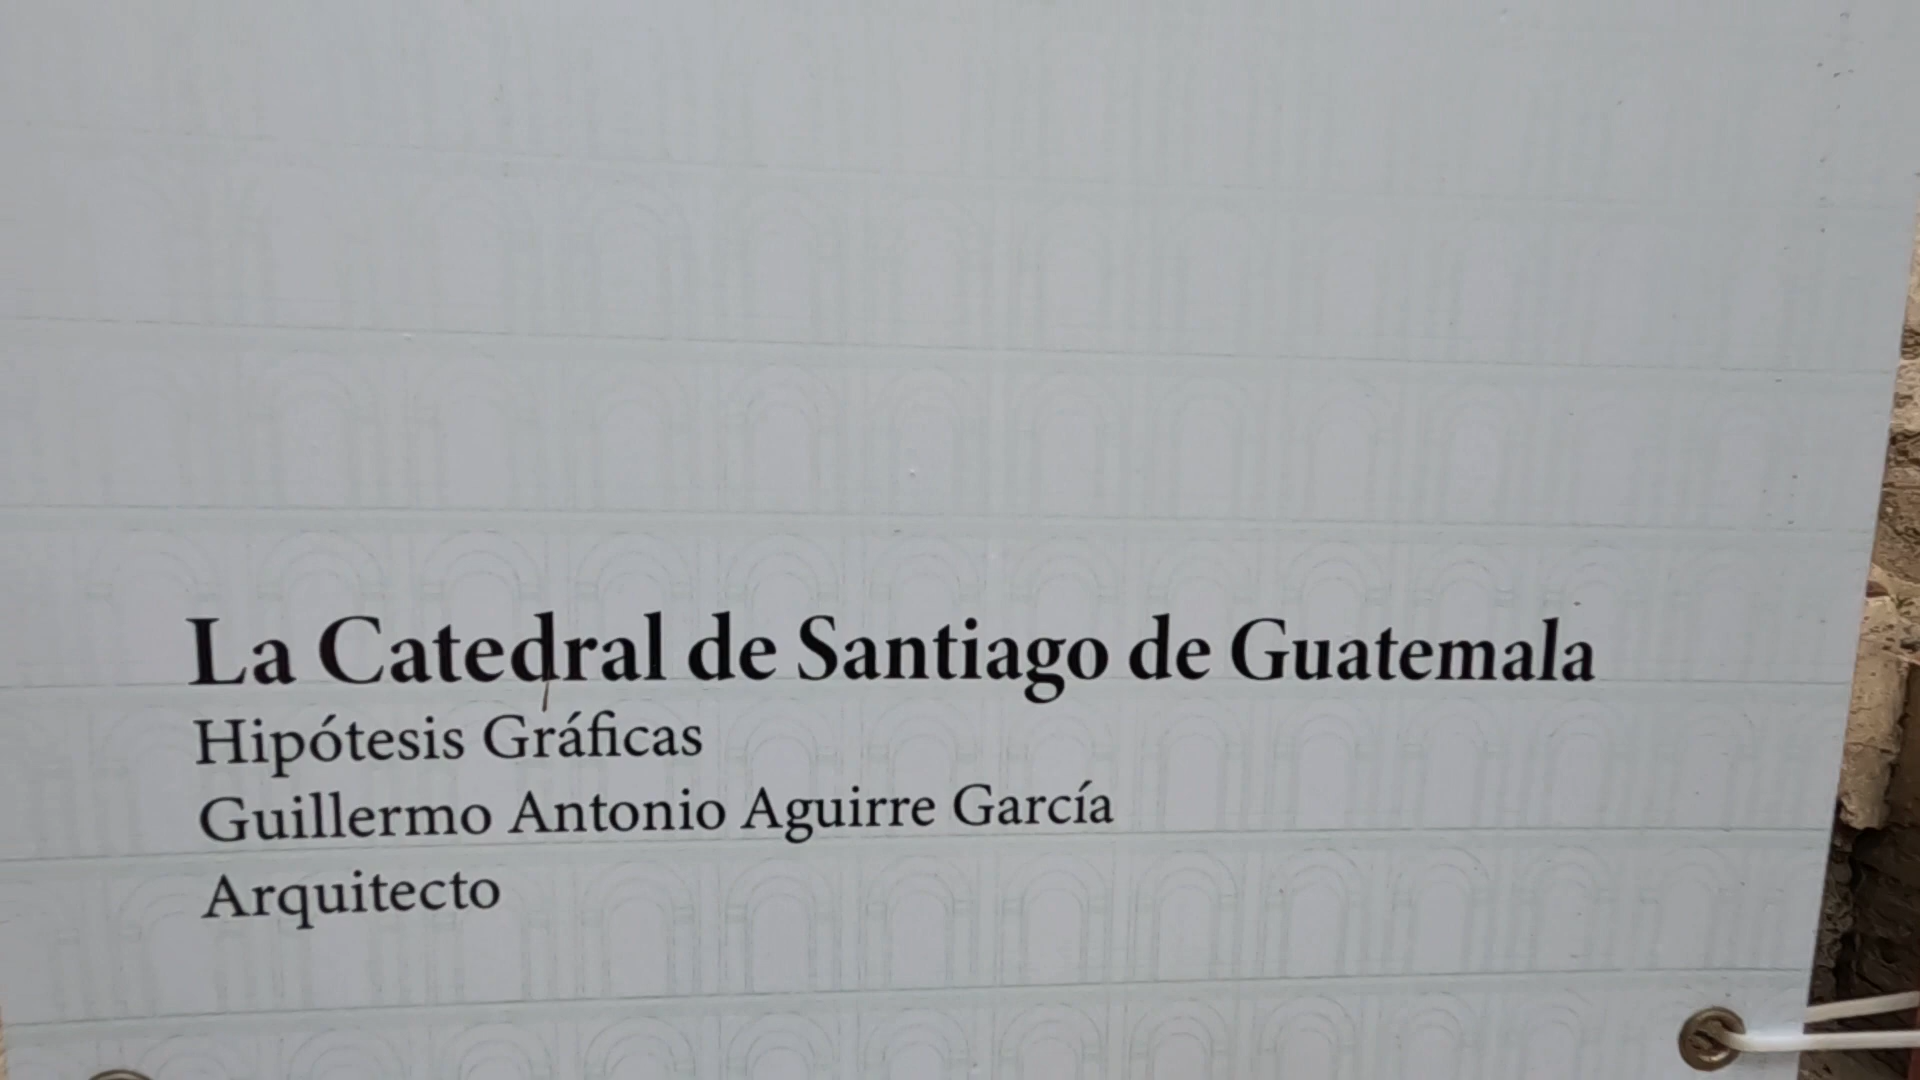 La Catedral de Santiago de Guatemala
Hipótesis Gráficas
Guillermo Antonio Aguirre García
Arquitecto